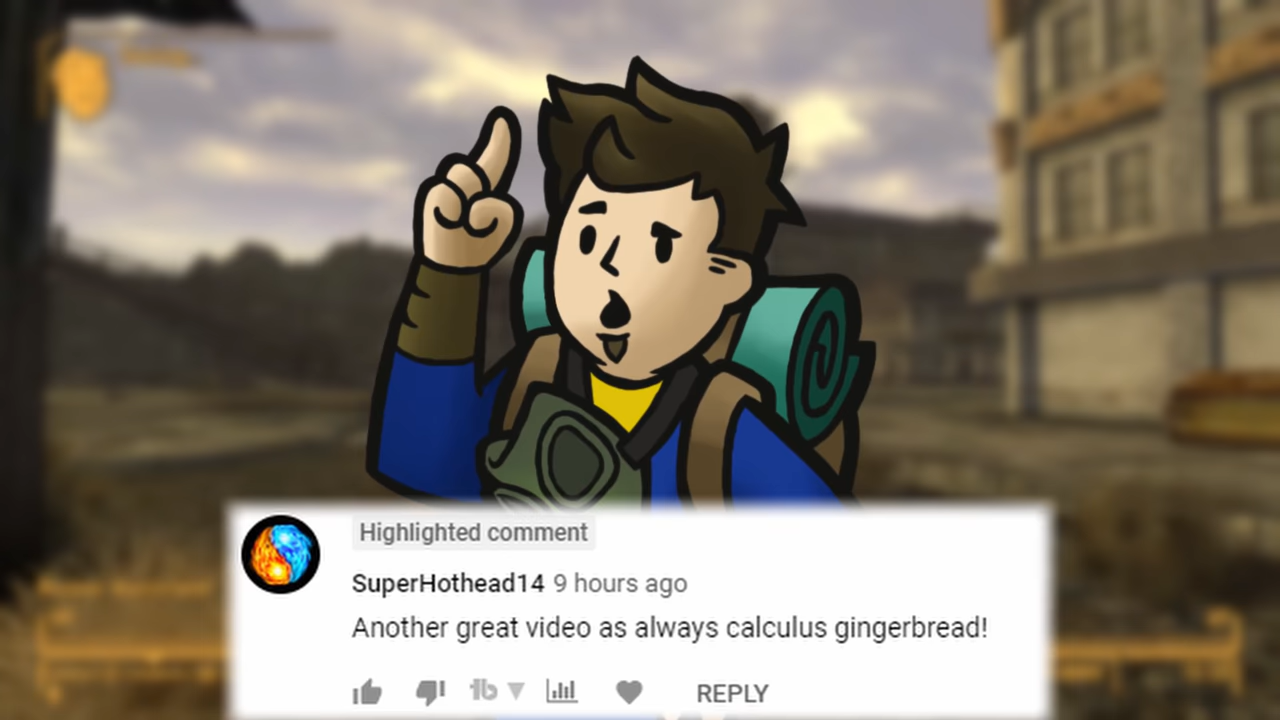 Highlighted comment
SuperHothead14 9 hours ago
Another great video as always calculus gingerbread!
REPLY